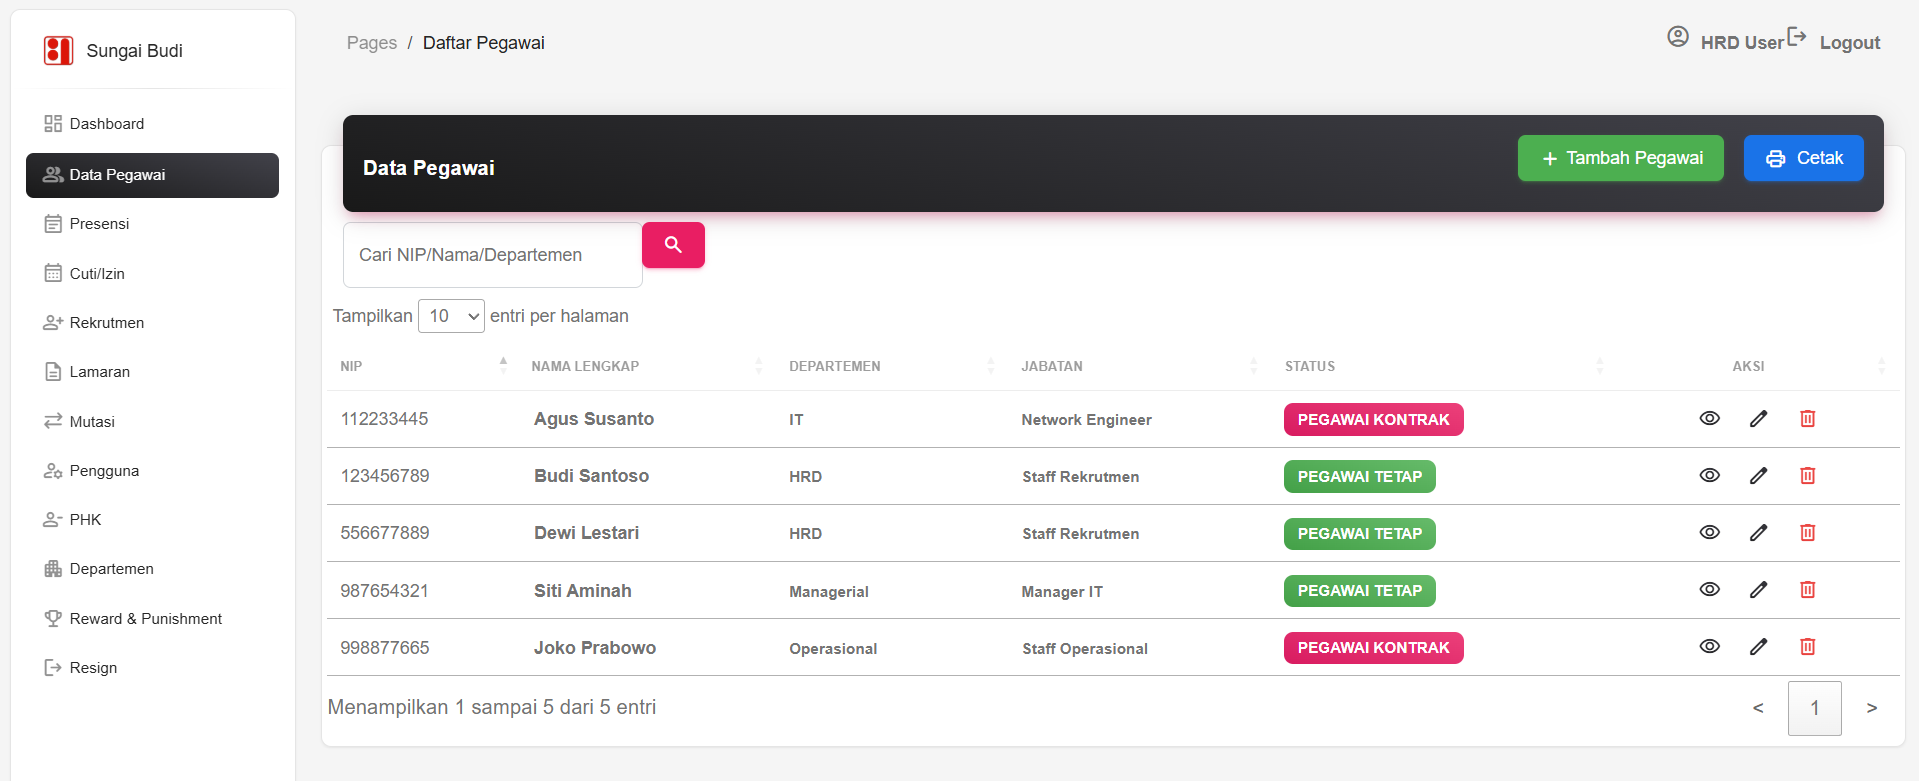 Sungai Budi
Dashboard
Data Pegawai
Presensi
Cuti/Izin
Rekrutmen
Lamaran
Mutasi
Pengguna
PHK
Departemen
Reward & Punishment
Resign
Pages / Daftar Pegawai
HRD User Logout
Data Pegawai
+ Tambah Pegawai
Cetak
Cari NIP/Nama/Departemen
Tampilkan 10 entri per halaman
NIP NAMA LENGKAP DEPARTEMEN JABATAN STATUS AKSI
112233445 Agus Susanto IT Network Engineer PEGAWAI KONTRAK
123456789 Budi Santoso HRD Staff Rekrutmen PEGAWAI TETAP
556677889 Dewi Lestari HRD Staff Rekrutmen PEGAWAI TETAP
987654321 Siti Aminah Managerial Manager IT PEGAWAI TETAP
998877665 Joko Prabowo Operasional Staff Operasional PEGAWAI KONTRAK
Menampilkan 1 sampai 5 dari 5 entri
< 1 >